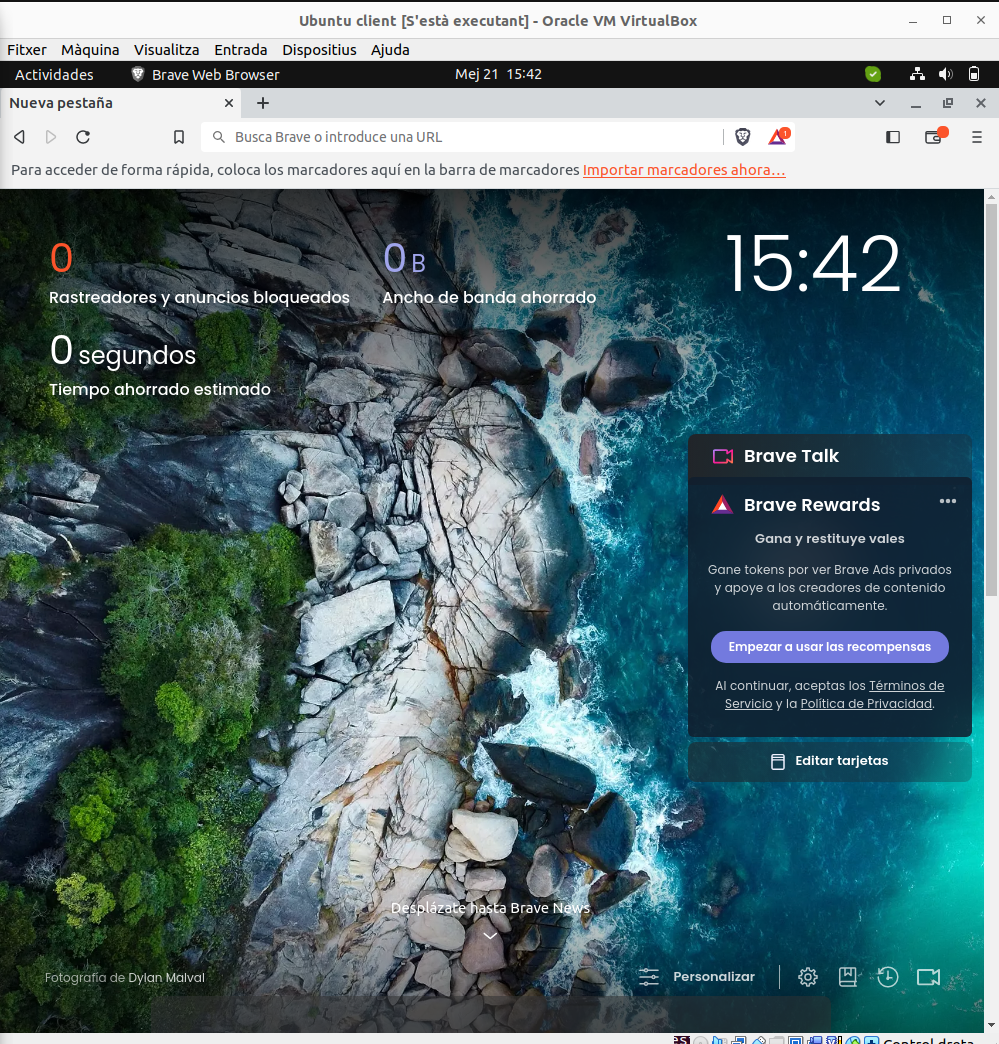 Ubuntu client [S'està executant] - Oracle VM VirtualBox
Fitxer Màquina Visualitza Entrada Dispositius Ajuda
Actividades Brave Web Browser Mej 21 15:42
Nueva pestaña
Busca Brave o introduce una URL
1
Para acceder de forma rápida, coloca los marcadores aquí en la barra de marcadores Importar marcadores ahora...
0
Rastreadores y anuncios bloqueados
0 B
Ancho de banda ahorrado
15:42
0 segundos
Tiempo ahorrado estimado
Brave Talk
Brave Rewards
Gana y restituye vales
Gane tokens por ver Brave Ads privados
y apoye a los creadores de contenido
automáticamente.
Empezar a usar las recompensas
Al continuar, aceptas los Términos de
Servicio y la Política de Privacidad.
Editar tarjetas
Desplázate hasta Brave News
Fotografía de Dylan Malval
Personalizar
es
Control dreta